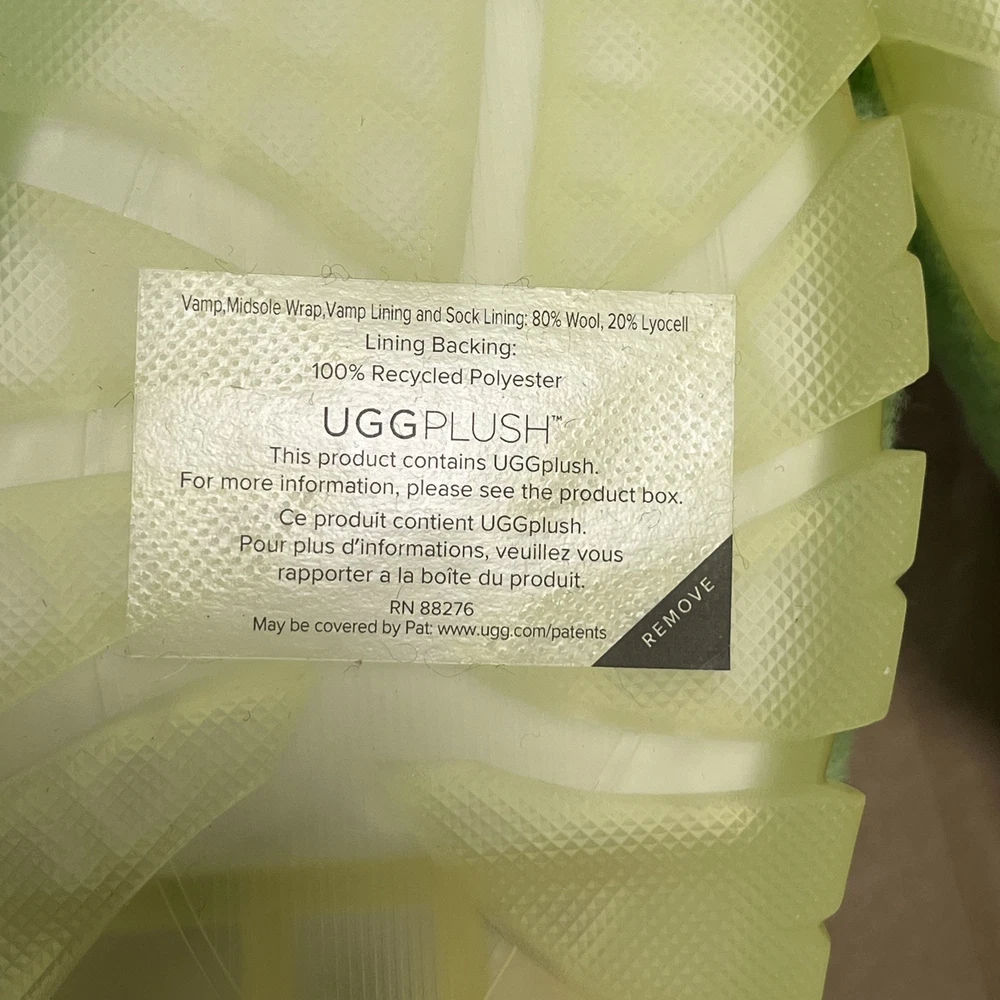 Vamp,Midsole Wrap,Vamp Lining and Sock Lining: 80% Wool, 20% Lyocell
Lining Backing:
100% Recycled Polyester
UGGPLUSH™
This product contains UGGplush.
For more information, please see the product box.
Ce produit contient UGGplush.
Pour plus d'informations, veuillez vous
rapporter a la boîte du produit.
RN 88276
May be covered by Pat: www.ugg.com/patents
REMOVE